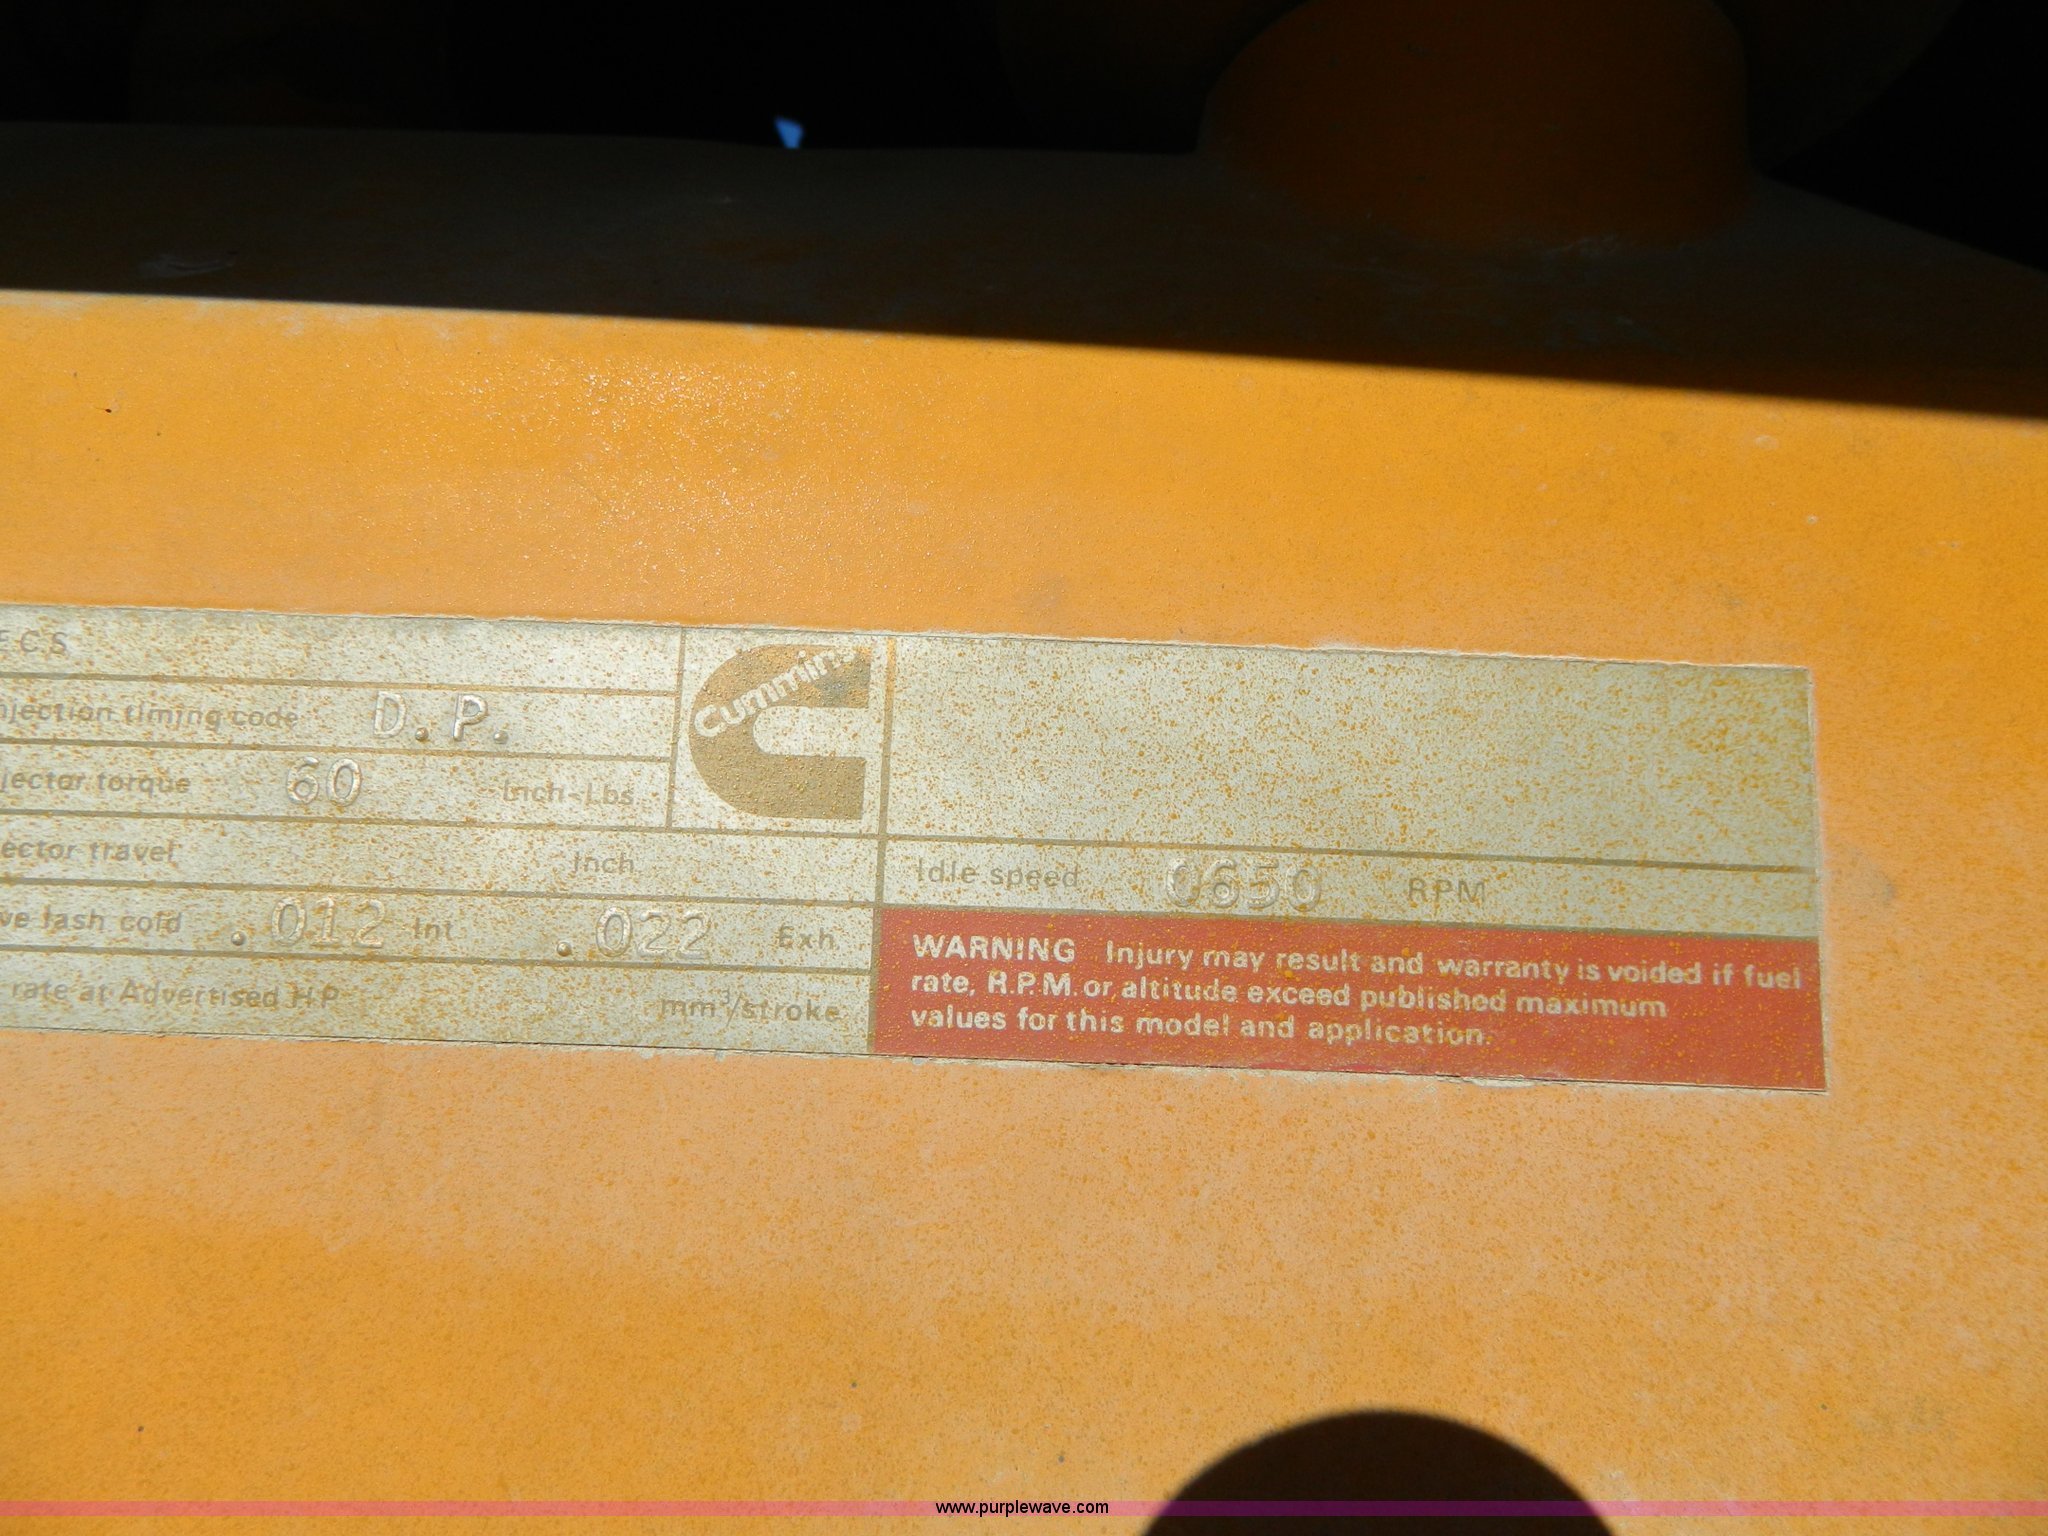 ECS
njection timing code D.P.
jector torque 60 Inch-Lbs
Cummins
ector travel Inch
Idle speed 0650 RPM
ve lash cold .012 Int .022 Exh
rate at Advertised HP mm³/stroke
WARNING Injury may result and warranty is voided if fuel
rate, R.P.M. or altitude exceed published maximum
values for this model and application.
www.purplewave.com